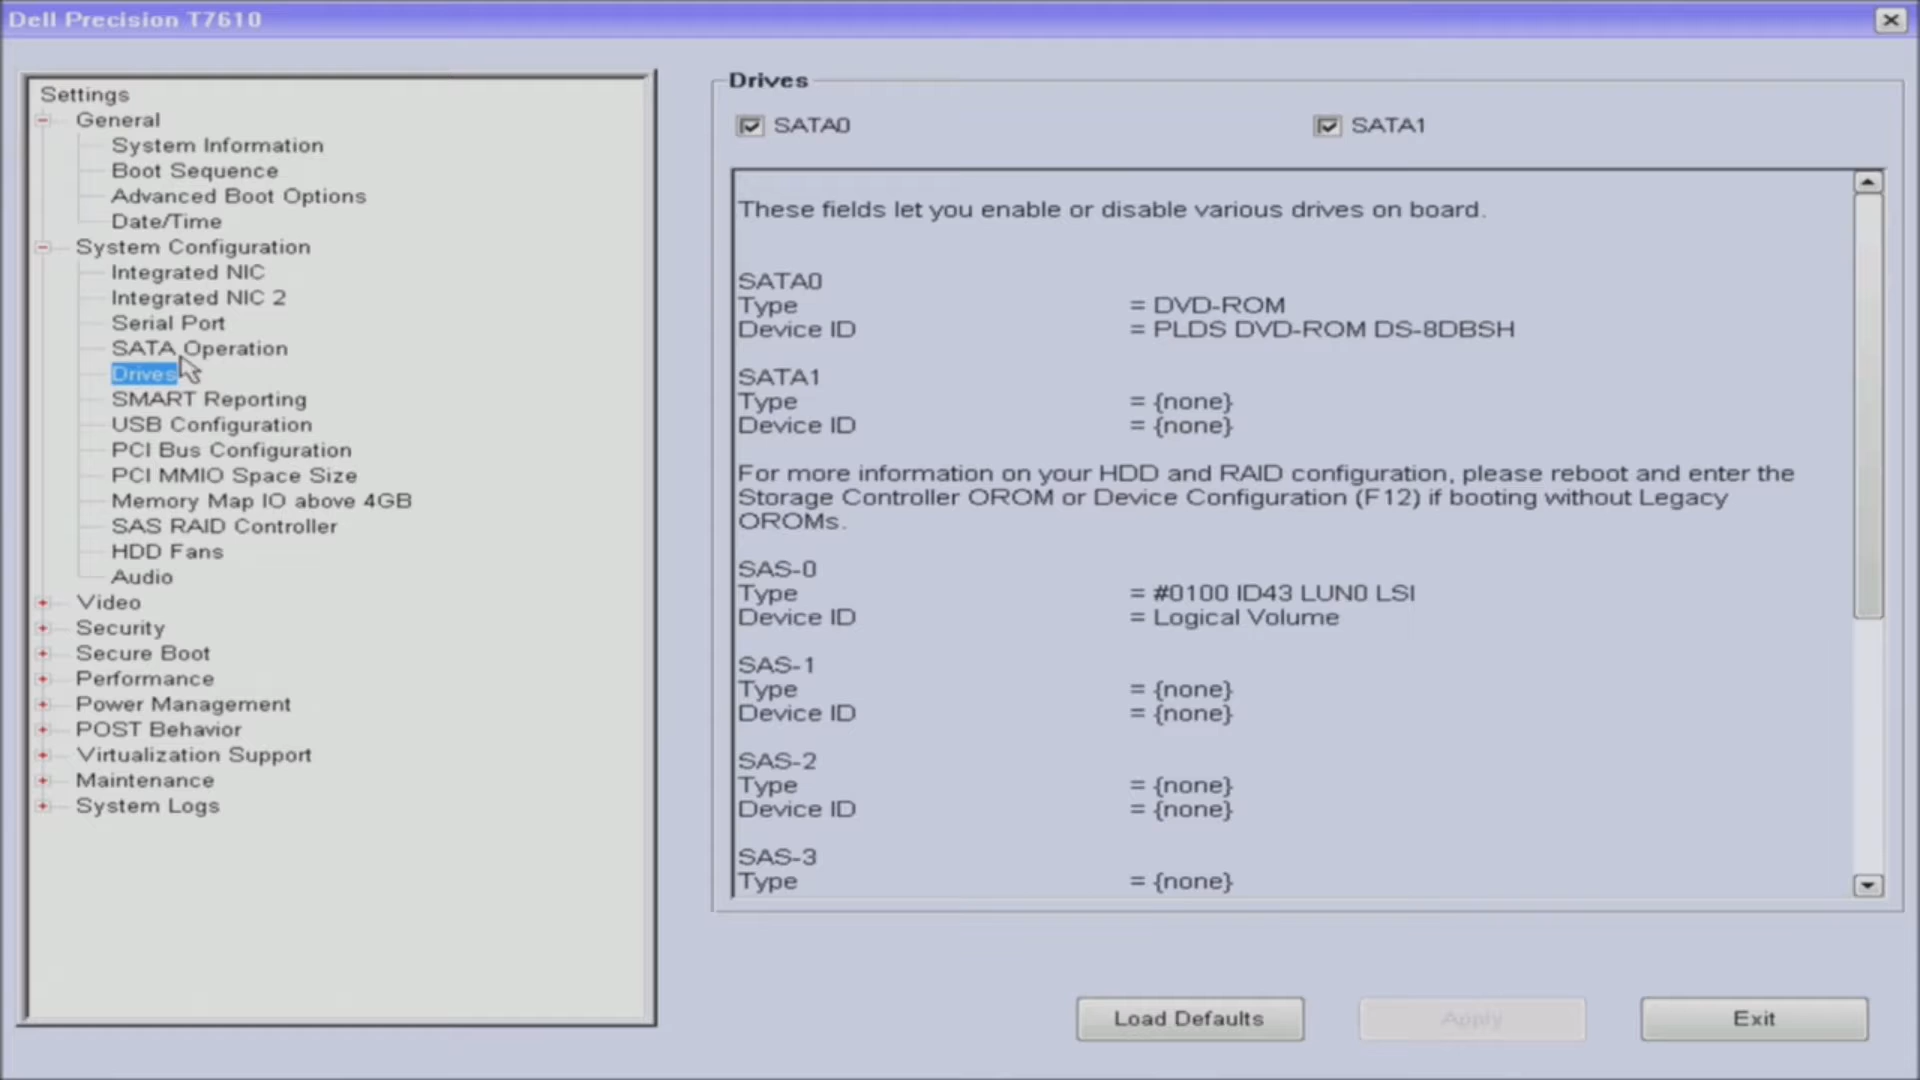 Dell Precision T7610
Settings
General
System Information
Boot Sequence
Advanced Boot Options
Date/Time
System Configuration
Integrated NIC
Integrated NIC 2
Serial Port
SATA Operation
Drives
SMART Reporting
USB Configuration
PCI Bus Configuration
PCI MMIO Space Size
Memory Map IO above 4GB
SAS RAID Controller
HDD Fans
Audio
Video
Security
Secure Boot
Performance
Power Management
POST Behavior
Virtualization Support
Maintenance
System Logs
Drives
SATA0 SATA1
These fields let you enable or disable various drives on board.
SATA0
Type = DVD-ROM
Device ID = PLDS DVD-ROM DS-8DBSH
SATA1
Type = {none}
Device ID = {none}
For more information on your HDD and RAID configuration, please reboot and enter the
Storage Controller OROM or Device Configuration (F12) if booting without Legacy
OROMs.
SAS-0
Type = #0100 ID43 LUN0 LSI
Device ID = Logical Volume
SAS-1
Type = {none}
Device ID = {none}
SAS-2
Type = {none}
Device ID = {none}
SAS-3
Type = {none}
Load Defaults Apply Exit